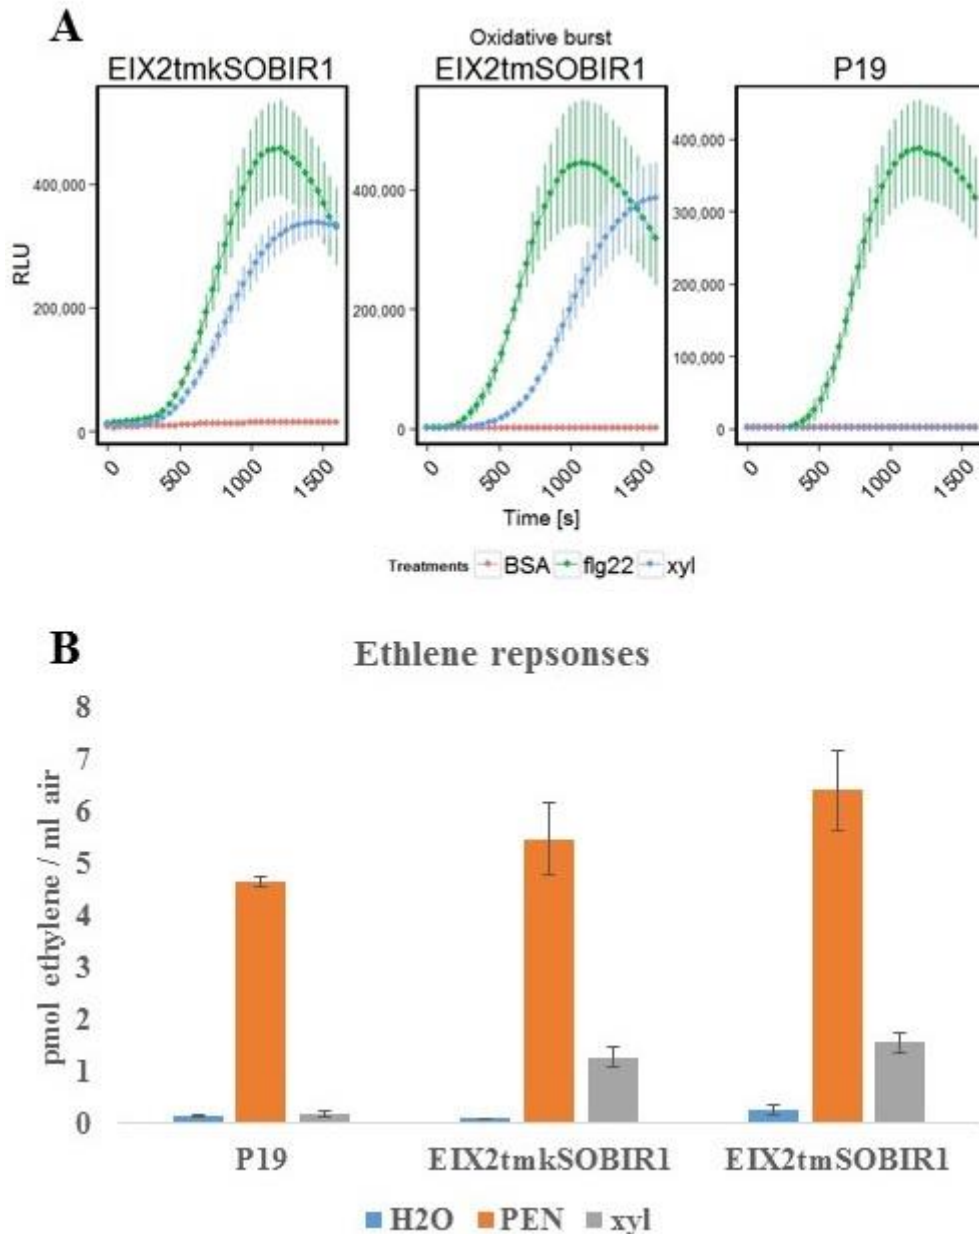 A
Oxidative burst
EIX2tmkSOBIR1 EIX2tmSOBIR1 P19
RLU
400,000
200,000
0
400,000
200,000
0
400,000
300,000
200,000
100,000
0
0 500 1000 1500
0 500 1000 1500
0 500 1000 1500
Time [s]
Treatments BSA flg22 xyl
B
Ethlene repsonses
pmol ethylene / ml air
8
7
6
5
4
3
2
1
0
P19 EIX2tmkSOBIR1 EIX2tmSOBIR1
H2O PEN xyl